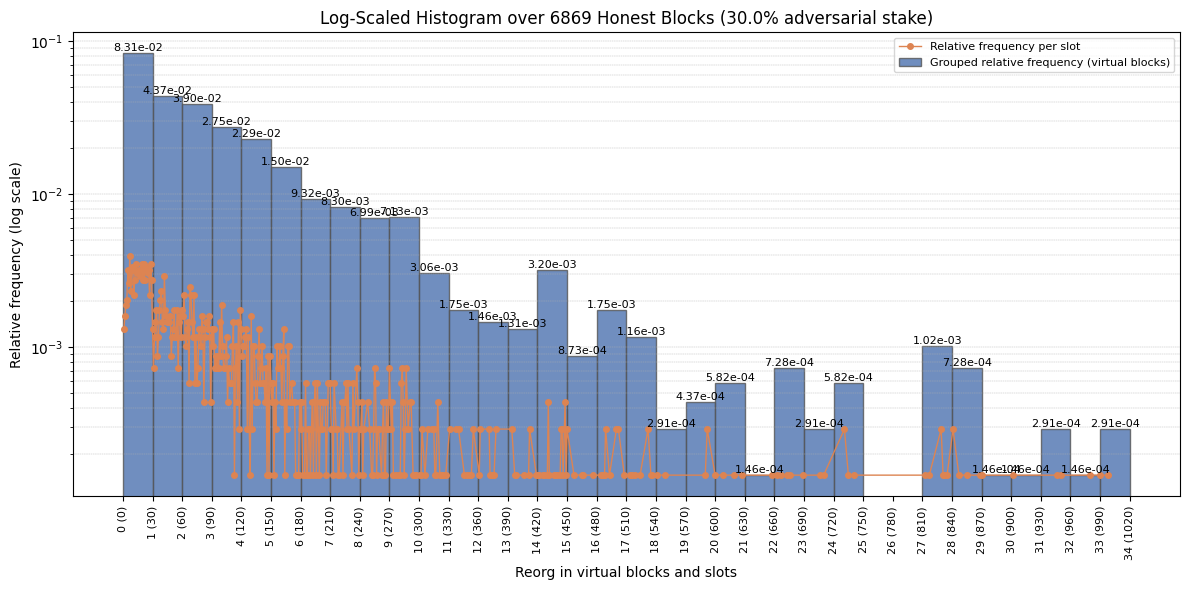 Log-Scaled Histogram over 6869 Honest Blocks (30.0% adversarial stake)
Relative frequency per slot
Grouped relative frequency (virtual blocks)
Relative frequency (log scale)
10⁻¹
10⁻²
10⁻³
8.31e-02
4.37e-02
3.90e-02
2.75e-02
2.29e-02
1.50e-02
9.32e-03
8.30e-03
6.99e-03
7.13e-03
3.06e-03
1.75e-03
1.46e-03
1.31e-03
3.20e-03
8.73e-04
1.75e-03
1.16e-03
2.91e-04
4.37e-04
5.82e-04
1.46e-04
7.28e-04
2.91e-04
5.82e-04
1.02e-03
7.28e-04
1.46e-04
1.46e-04
2.91e-04
1.46e-04
2.91e-04
0 (0)
1 (30)
2 (60)
3 (90)
4 (120)
5 (150)
6 (180)
7 (210)
8 (240)
9 (270)
10 (300)
11 (330)
12 (360)
13 (390)
14 (420)
15 (450)
16 (480)
17 (510)
18 (540)
19 (570)
20 (600)
21 (630)
22 (660)
23 (690)
24 (720)
25 (750)
26 (780)
27 (810)
28 (840)
29 (870)
30 (900)
31 (930)
32 (960)
33 (990)
34 (1020)
Reorg in virtual blocks and slots